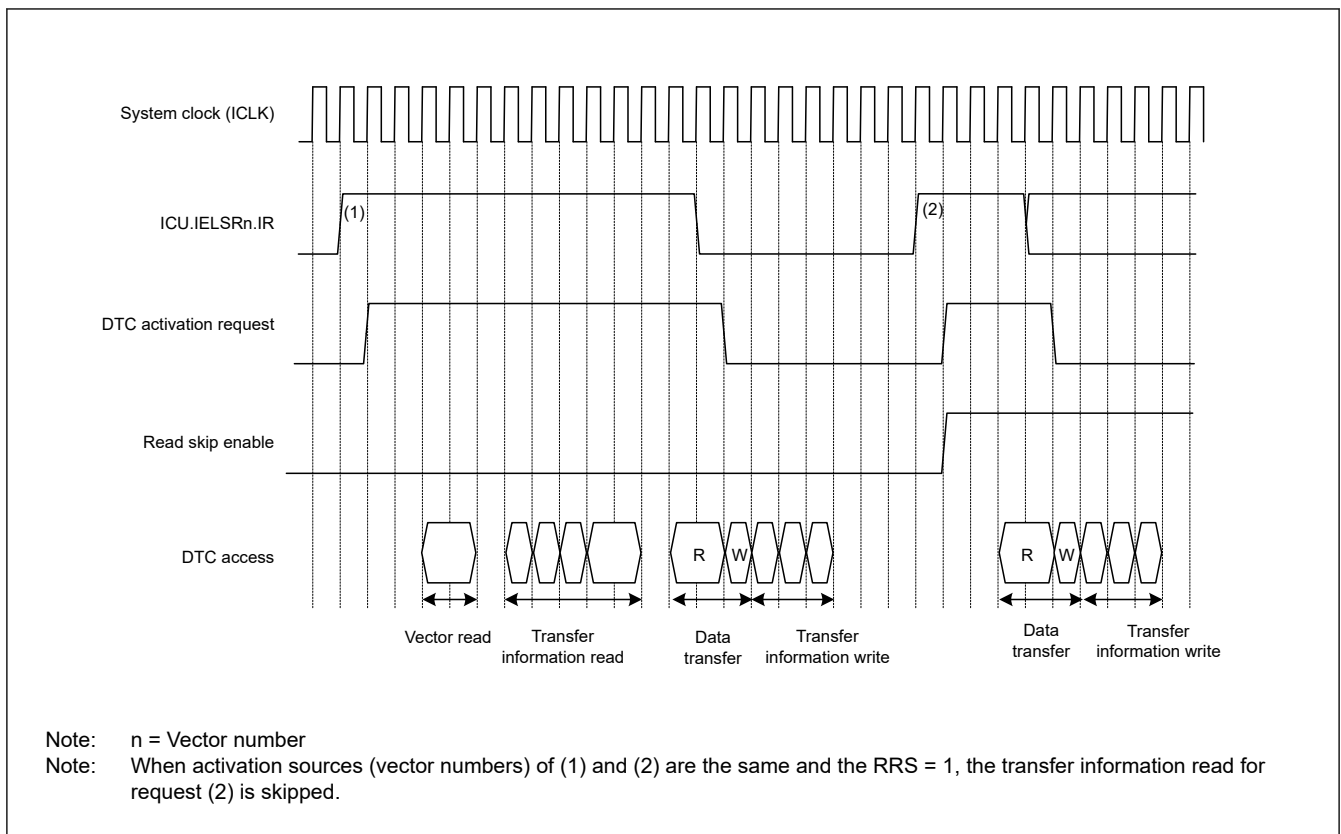 System clock (ICLK)
ICU.IELSRn.IR
(1)
(2)
DTC activation request
Read skip enable
DTC access
R
W
R
W
Vector read
Transfer
information read
Data
transfer
Transfer
information write
Data
transfer
Transfer
information write
Note: n = Vector number
Note: When activation sources (vector numbers) of (1) and (2) are the same and the RRS = 1, the transfer information read for
request (2) is skipped.